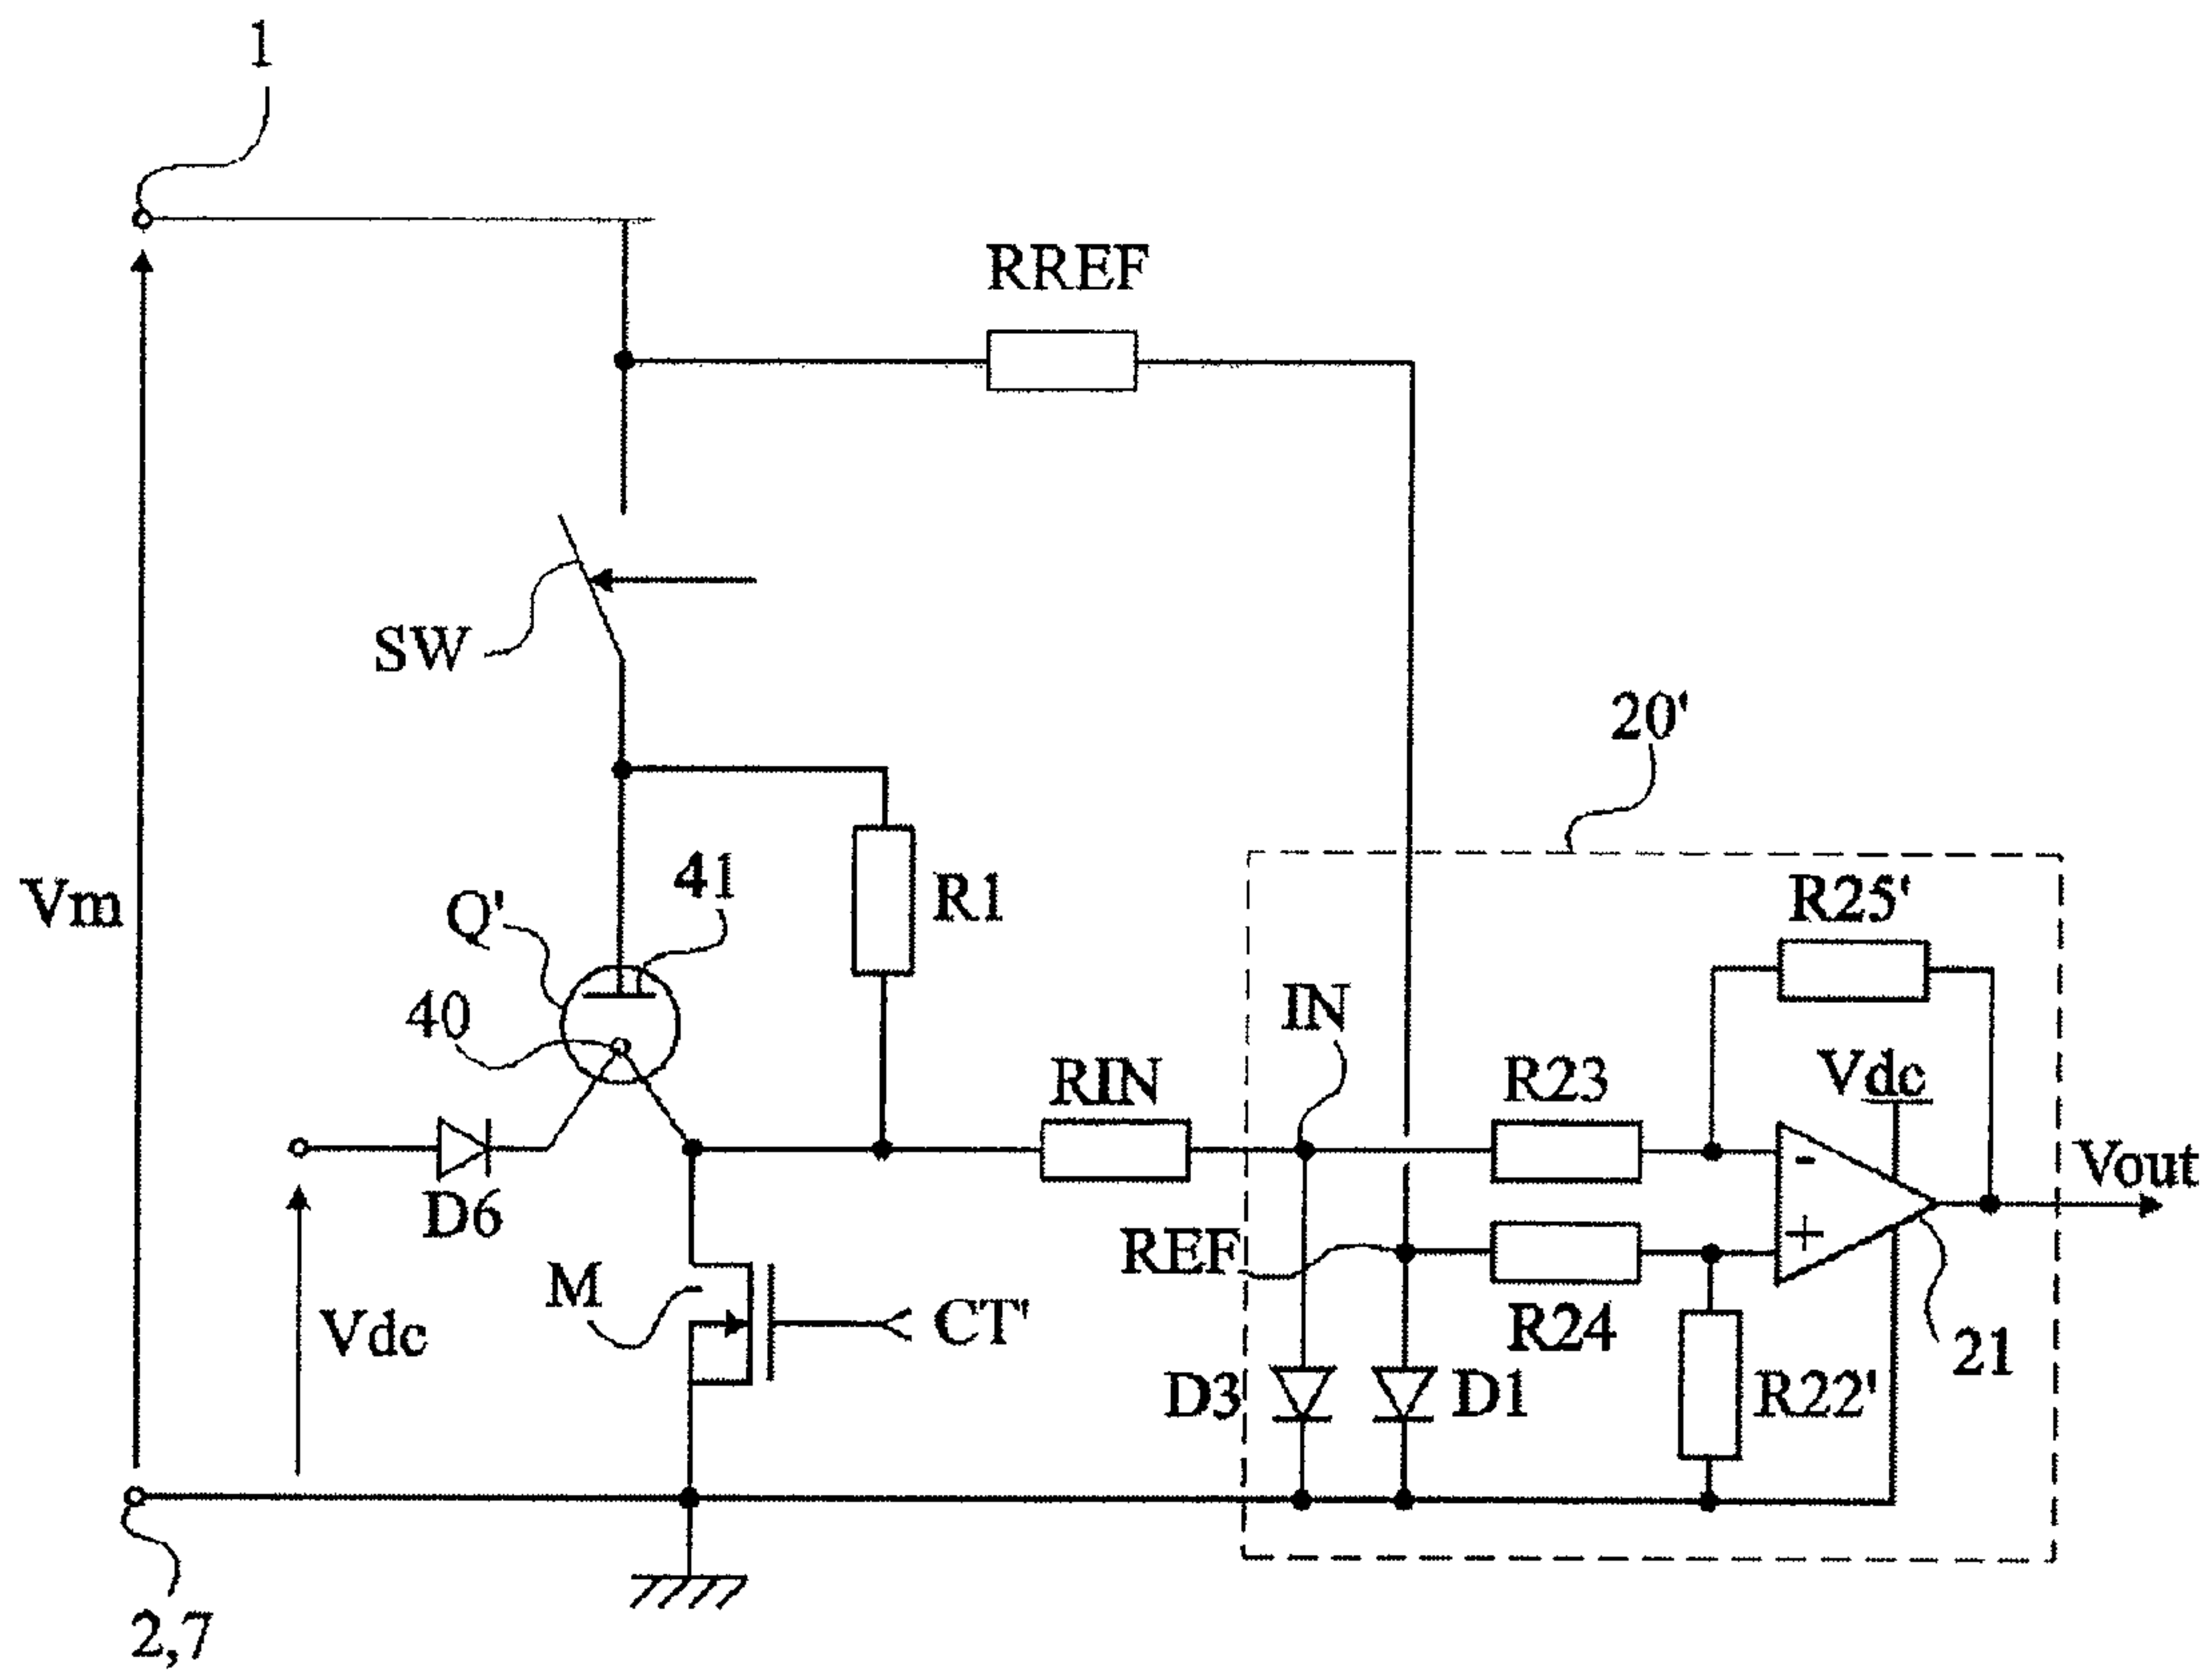 1
RREF
SW
20'
Vm
Q'
41
R1
R25'
40
IN
RIN
R23
Vdc
Vout
D6
REF
M
Vdc
CT'
R24
21
D3
D1
R22'
2,7
-
+